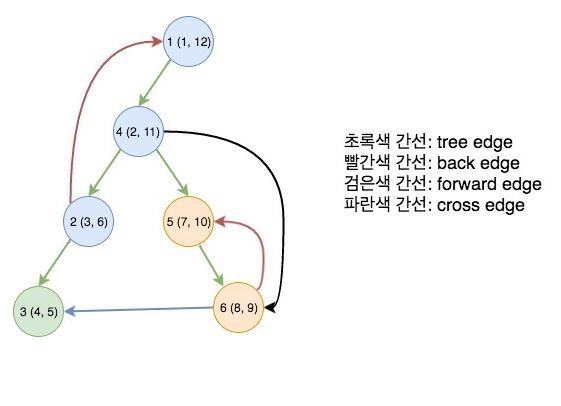 1 (1, 12)
4 (2, 11)
2 (3, 6)
5 (7, 10)
3 (4, 5)
6 (8, 9)
초록색 간선: tree edge
빨간색 간선: back edge
검은색 간선: forward edge
파란색 간선: cross edge